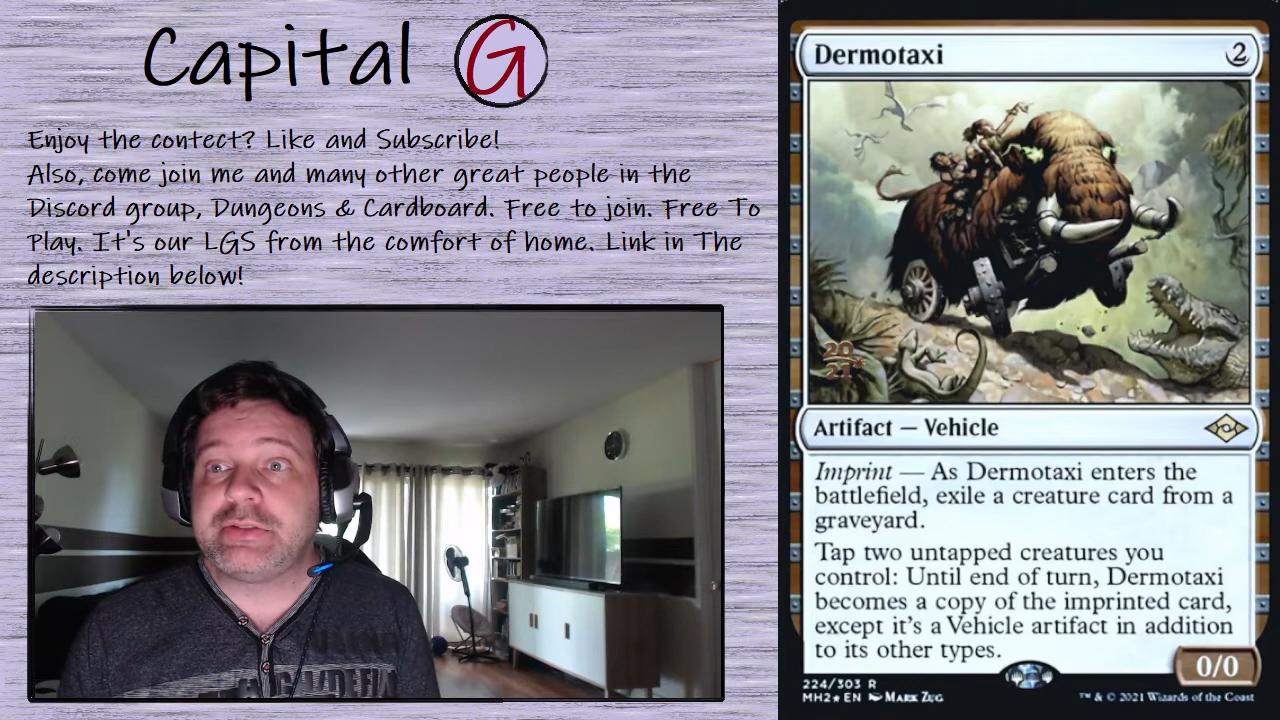 Capital G
Enjoy the contect? Like and Subscribe!
Also, come join me and many other great people in the
Discord group, Dungeons & Cardboard. Free to join. Free To
Play. It's our LGS from the comfort of home. Link in The
description below!
Dermotaxi 2
20
21
Artifact — Vehicle
Imprint — As Dermotaxi enters the
battlefield, exile a creature card from a
graveyard.
Tap two untapped creatures you
control: Until end of turn, Dermotaxi
becomes a copy of the imprinted card,
except it's a Vehicle artifact in addition
to its other types.
0/0
224/303 R
MH2★EN Mark Zug
™ & © 2021 Wizards of the Coast